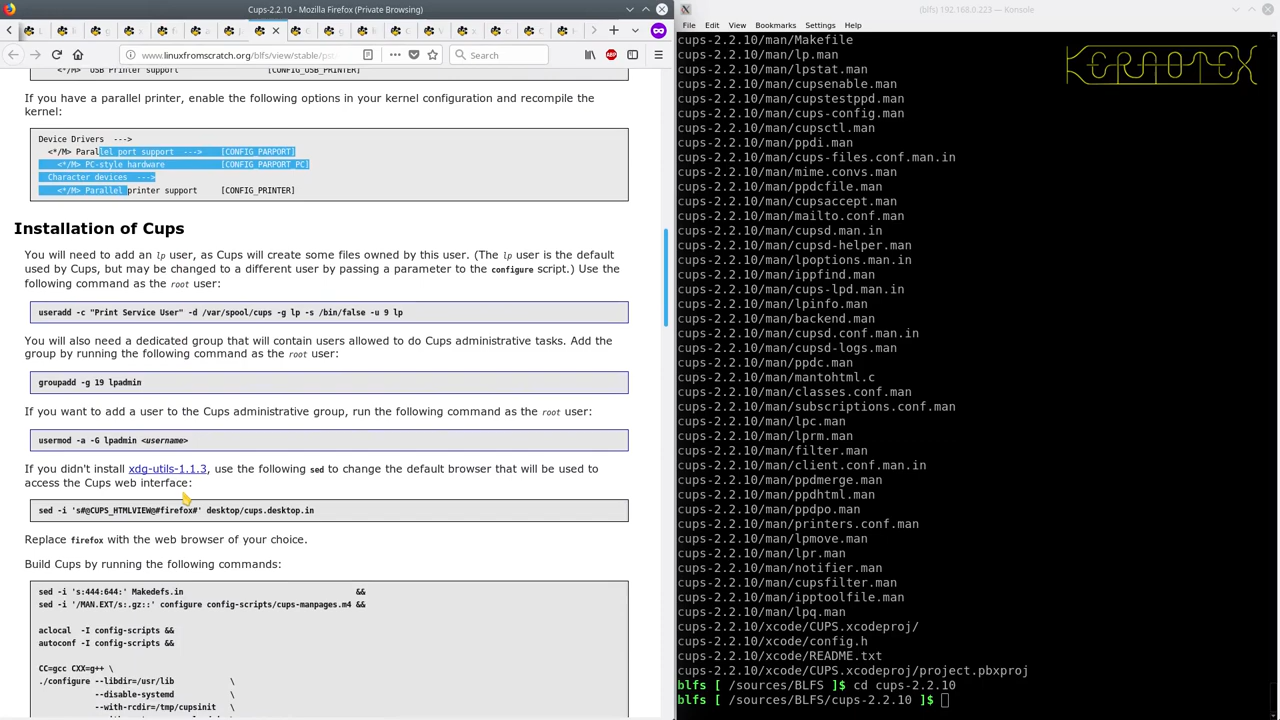 Cups-2.2.10 - Mozilla Firefox (Private Browsing)
www.linuxfromscratch.org/blfs/view/stable/pst
Search
<*/M> USB Printer support [CONFIG_USB_PRINTER]
If you have a parallel printer, enable the following options in your kernel configuration and recompile the
kernel:
Device Drivers --->
<*/M> Parallel port support ---> [CONFIG_PARPORT]
<*/M> PC-style hardware [CONFIG_PARPORT_PC]
Character devices --->
<*/M> Parallel printer support [CONFIG_PRINTER]
Installation of Cups
You will need to add an lp user, as Cups will create some files owned by this user. (The lp user is the default
used by Cups, but may be changed to a different user by passing a parameter to the configure script.) Use the
following command as the root user:
useradd -c "Print Service User" -d /var/spool/cups -g lp -s /bin/false -u 9 lp
You will also need a dedicated group that will contain users allowed to do Cups administrative tasks. Add the
group by running the following command as the root user:
groupadd -g 19 lpadmin
If you want to add a user to the Cups administrative group, run the following command as the root user:
usermod -a -G lpadmin <username>
If you didn't install xdg-utils-1.1.3, use the following sed to change the default browser that will be used to
access the Cups web interface:
sed -i 's#@CUPS_HTMLVIEW@#firefox#' desktop/cups.desktop.in
Replace firefox with the web browser of your choice.
Build Cups by running the following commands:
sed -i 's:444:644:' Makedefs.in &&
sed -i '/MAN.EXT/s:.gz::' configure config-scripts/cups-manpages.m4 &&
aclocal -I config-scripts &&
autoconf -I config-scripts &&
CC=gcc CXX=g++ \
./configure --libdir=/usr/lib \
--disable-systemd \
--with-rcdir=/tmp/cupsinit \
(blfs) 192.168.0.223 — Konsole
File Edit View Bookmarks Settings Help
KERNOTEX
cups-2.2.10/man/Makefile
cups-2.2.10/man/lp.man
cups-2.2.10/man/lpstat.man
cups-2.2.10/man/cupsenable.man
cups-2.2.10/man/cupstestppd.man
cups-2.2.10/man/cups-config.man
cups-2.2.10/man/cupsctl.man
cups-2.2.10/man/ppdi.man
cups-2.2.10/man/cups-files.conf.man.in
cups-2.2.10/man/mime.convs.man
cups-2.2.10/man/ppdcfile.man
cups-2.2.10/man/cupsaccept.man
cups-2.2.10/man/mailto.conf.man
cups-2.2.10/man/cupsd.man.in
cups-2.2.10/man/cupsd-helper.man
cups-2.2.10/man/lpoptions.man.in
cups-2.2.10/man/ippfind.man
cups-2.2.10/man/cups-lpd.man.in
cups-2.2.10/man/lpinfo.man
cups-2.2.10/man/backend.man
cups-2.2.10/man/cupsd.conf.man.in
cups-2.2.10/man/cupsd-logs.man
cups-2.2.10/man/ppdc.man
cups-2.2.10/man/mantohtml.c
cups-2.2.10/man/classes.conf.man
cups-2.2.10/man/subscriptions.conf.man
cups-2.2.10/man/lpc.man
cups-2.2.10/man/lprm.man
cups-2.2.10/man/filter.man
cups-2.2.10/man/client.conf.man.in
cups-2.2.10/man/ppdmerge.man
cups-2.2.10/man/ppdhtml.man
cups-2.2.10/man/ppdpo.man
cups-2.2.10/man/printers.conf.man
cups-2.2.10/man/lpmove.man
cups-2.2.10/man/lpr.man
cups-2.2.10/man/notifier.man
cups-2.2.10/man/cupsfilter.man
cups-2.2.10/man/ipptoolfile.man
cups-2.2.10/man/lpq.man
cups-2.2.10/xcode/CUPS.xcodeproj/
cups-2.2.10/xcode/config.h
cups-2.2.10/xcode/README.txt
cups-2.2.10/xcode/CUPS.xcodeproj/project.pbxproj
blfs [ /sources/BLFS ]$ cd cups-2.2.10
blfs [ /sources/BLFS/cups-2.2.10 ]$